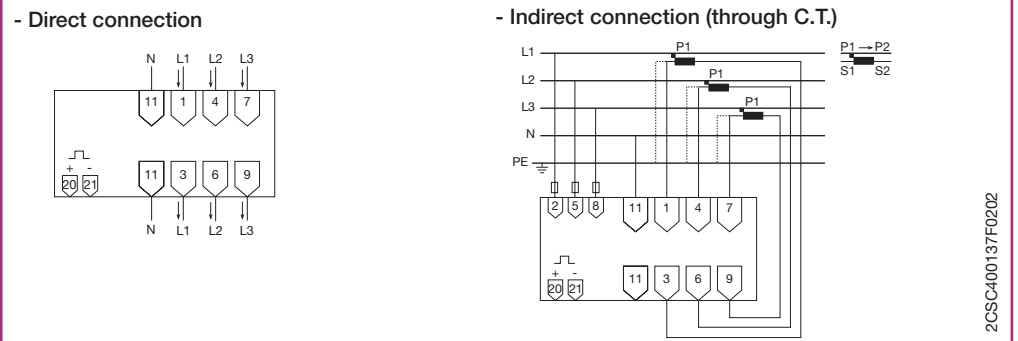 - Direct connection
N L1 L2 L3
11 1 4 7
+ -
20 21
11 3 6 9
N L1 L2 L3
- Indirect connection (through C.T.)
L1
L2
L3
N
PE
P1
P1
P1
P1 → P2
S1 S2
2 5 8 11 1 4 7
+ -
20 21
11 3 6 9
2CSC400137F0202